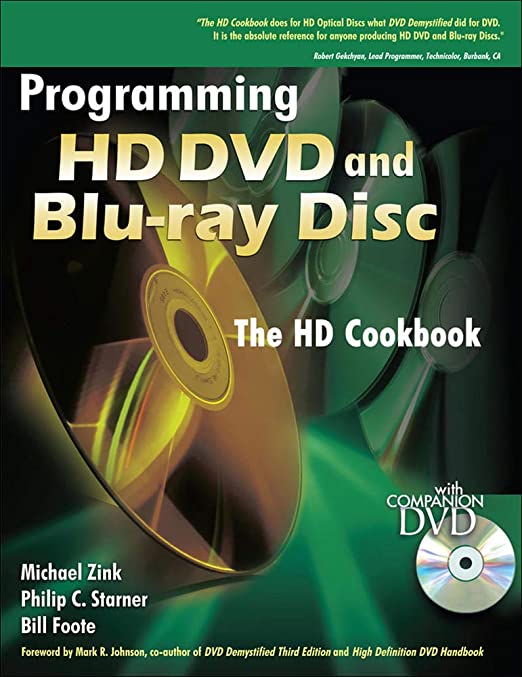 "The HD Cookbook does for HD Optical Discs what DVD Demystified did for DVD.
It is the absolute reference for anyone producing HD DVD and Blu-ray Discs."
Robert Gekchyan, Lead Programmer, Technicolor, Burbank, CA
Programming
HD DVD and
Blu-ray Disc
The HD Cookbook
with
COMPANION
DVD
Michael Zink
Philip C. Starner
Bill Foote
Foreword by Mark R. Johnson, co-author of DVD Demystified Third Edition and High Definition DVD Handbook